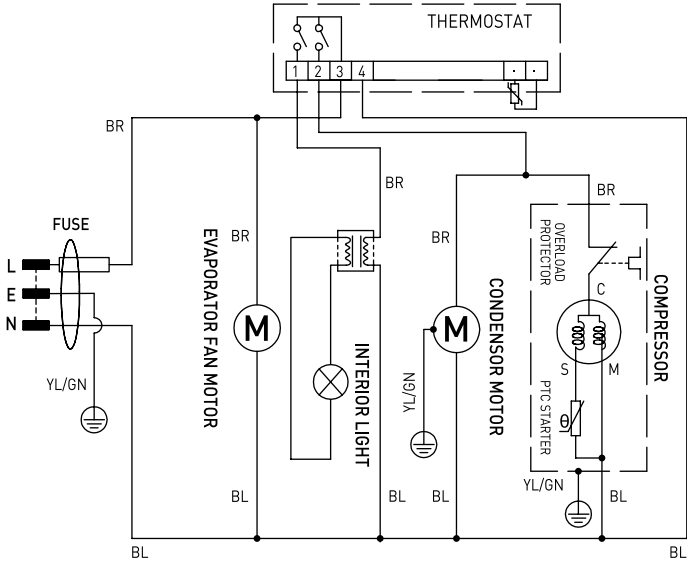 THERMOSTAT
1 2 3 4
BR
BR
FUSE
L
E
N
YL/GN
BL
EVAPORATOR FAN MOTOR
BR
M
BL
INTERIOR LIGHT
BL
BR
M
YL/GN
BL
CONDENSOR MOTOR
BR
OVERLOAD
PROTECTOR
C
S
M
PTC STARTER
θ
COMPRESSOR
YL/GN
BL
BL